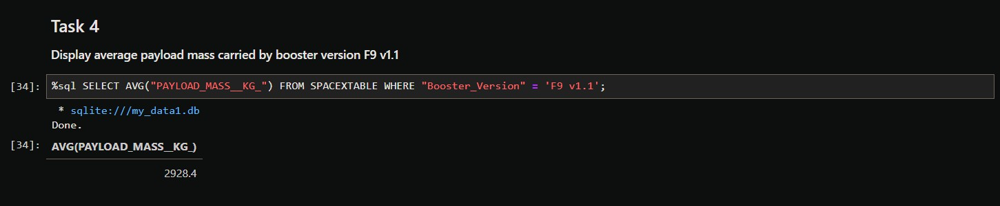 Task 4
Display average payload mass carried by booster version F9 v1.1
[34]: %sql SELECT AVG("PAYLOAD_MASS__KG_") FROM SPACEXTABLE WHERE "Booster_Version" = 'F9 v1.1';
* sqlite:///my_data1.db
Done.
[34]: AVG(PAYLOAD_MASS__KG_)
2928.4